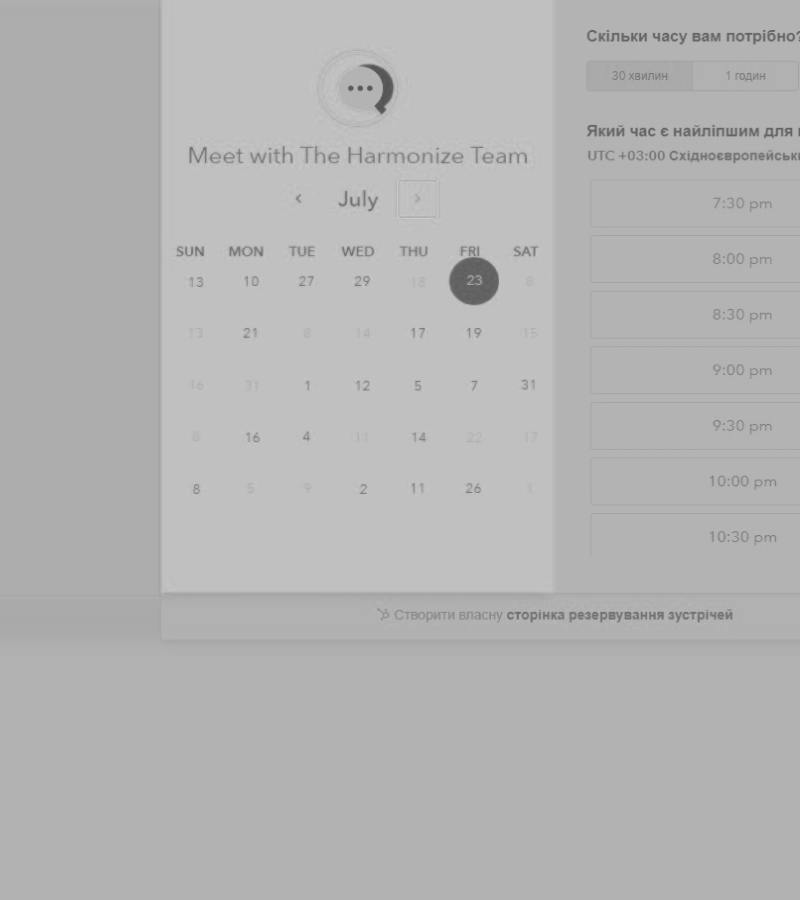 Meet with The Harmonize Team
‹ July ›
SUN MON TUE WED THU FRI SAT
13 10 27 29 18 23 8
13 21 8 14 17 19 15
16 31 1 12 5 7 31
8 16 4 11 14 22 17
8 5 9 2 11 26 1
Скільки часу вам потрібно?
30 хвилин 1 годин
Який час є найліпшим для
UTC +03:00
7:30 pm
8:00 pm
8:30 pm
9:00 pm
9:30 pm
10:00 pm
10:30 pm
Створити власну сторінка резервування зустрічей